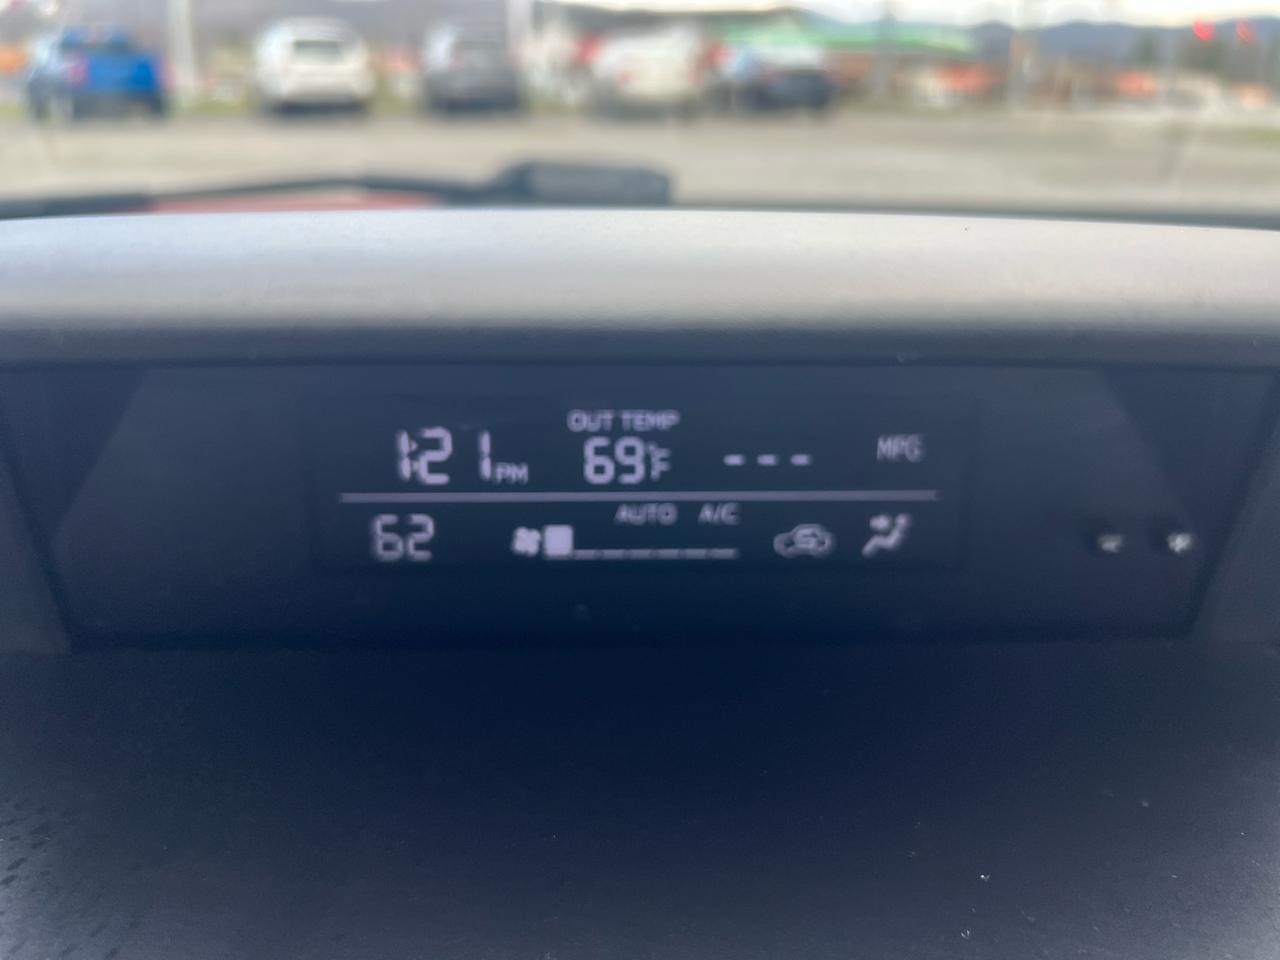 OUT TEMP
1:21 PM 69°F --- MPG
AUTO A/C
62